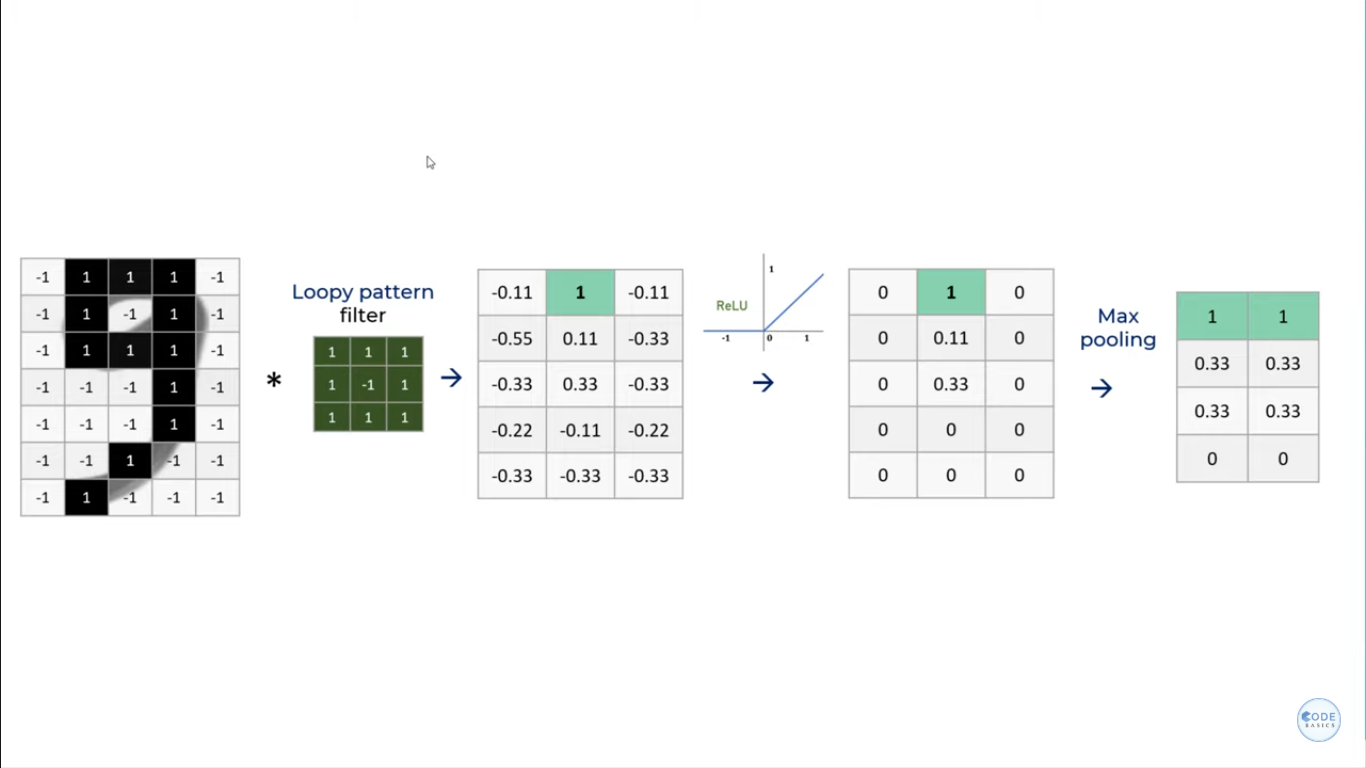 -1 1 1 1 -1
-1 1 -1 1 -1
-1 1 1 1 -1
-1 -1 -1 1 -1
-1 -1 -1 1 -1
-1 -1 1 -1 -1
-1 1 -1 -1 -1
*
Loopy pattern
filter
1 1 1
1 -1 1
1 1 1
→
-0.11 1 -0.11
-0.55 0.11 -0.33
-0.33 0.33 -0.33
-0.22 -0.11 -0.22
-0.33 -0.33 -0.33
1
ReLU
-1 0 1
→
0 1 0
0 0.11 0
0 0.33 0
0 0 0
0 0 0
Max
pooling
→
1 1
0.33 0.33
0.33 0.33
0 0
CODE
BASICS